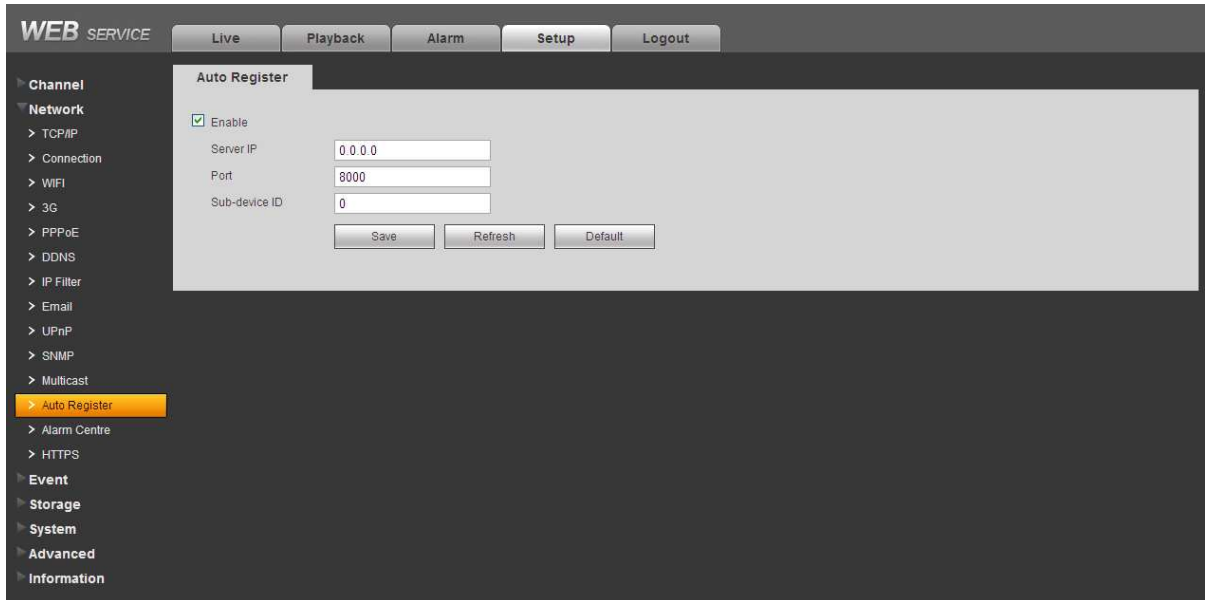 WEB SERVICE
Live
Playback
Alarm
Setup
Logout
Channel
Network
> TCP/IP
> Connection
> WIFI
> 3G
> PPPoE
> DDNS
> IP Filter
> Email
> UPnP
> SNMP
> Multicast
> Auto Register
> Alarm Centre
> HTTPS
Event
Storage
System
Advanced
Information
Auto Register
Enable
Server IP 0.0.0.0
Port 8000
Sub-device ID 0
Save Refresh Default